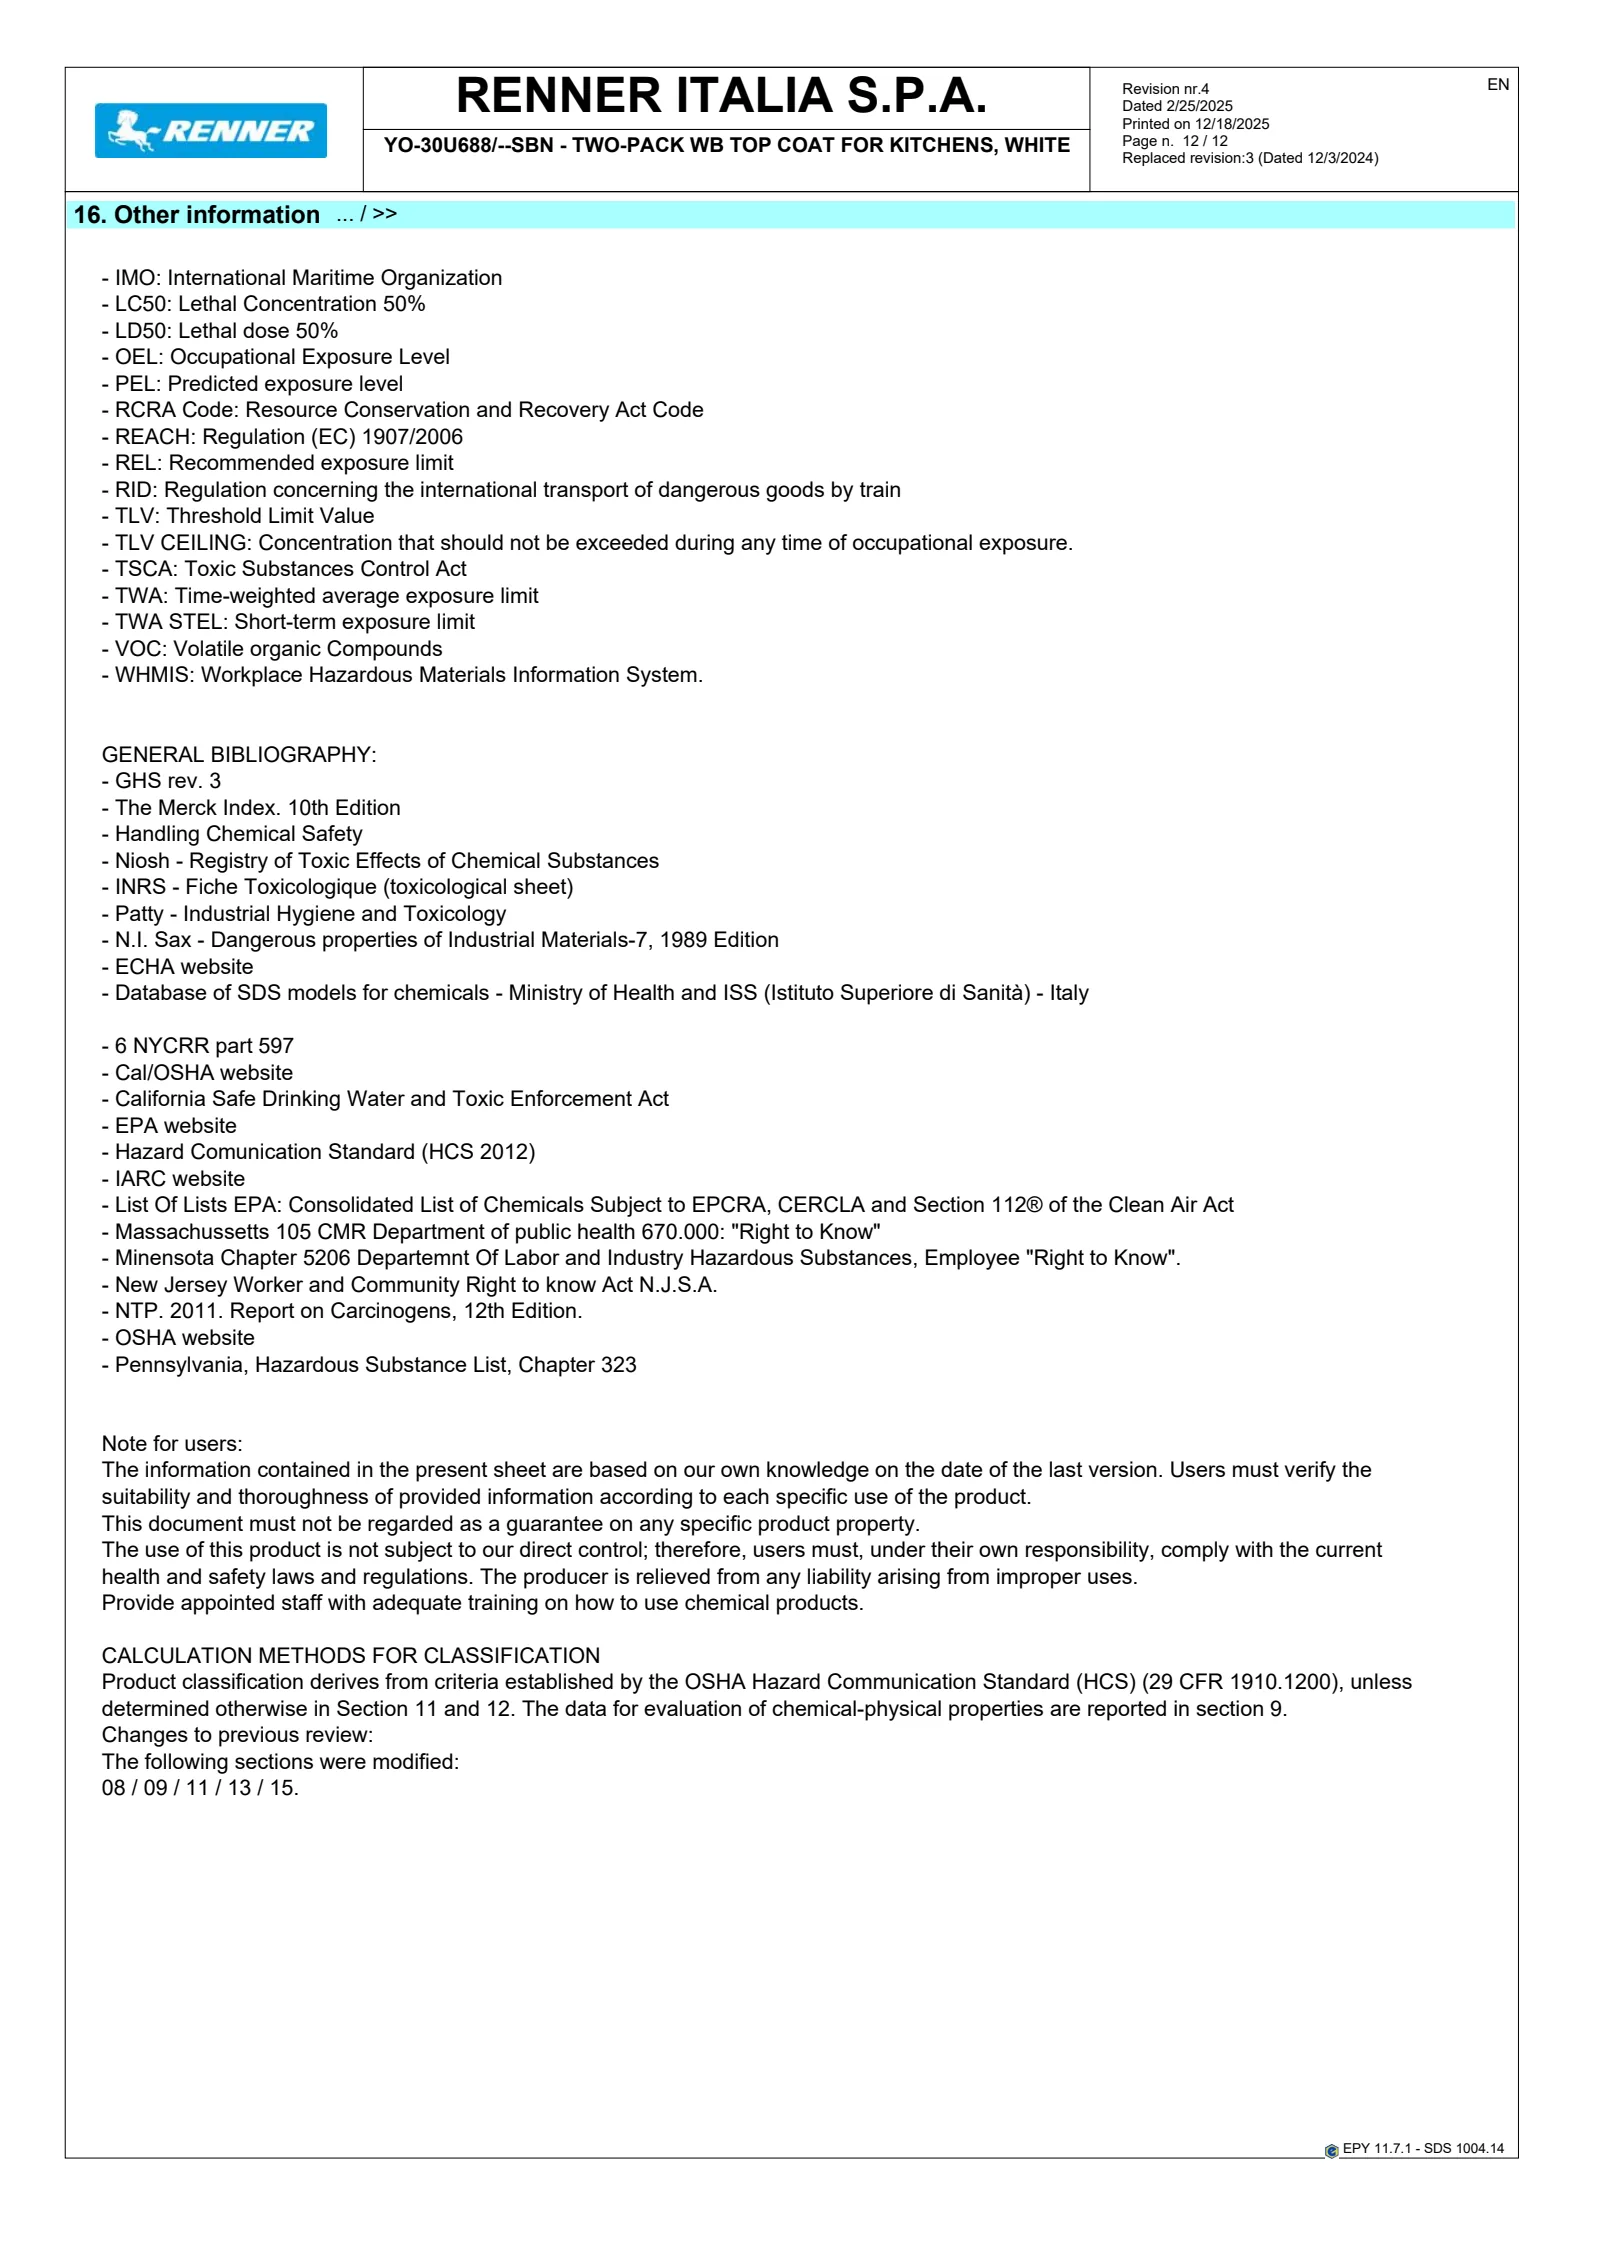 RENNER
RENNER ITALIA S.P.A.
YO-30U688/--SBN - TWO-PACK WB TOP COAT FOR KITCHENS, WHITE
EN
Revision nr.4
Dated 2/25/2025
Printed on 12/18/2025
Page n. 12 / 12
Replaced revision:3 (Dated 12/3/2024)
16. Other information ... / >>
- IMO: International Maritime Organization
- LC50: Lethal Concentration 50%
- LD50: Lethal dose 50%
- OEL: Occupational Exposure Level
- PEL: Predicted exposure level
- RCRA Code: Resource Conservation and Recovery Act Code
- REACH: Regulation (EC) 1907/2006
- REL: Recommended exposure limit
- RID: Regulation concerning the international transport of dangerous goods by train
- TLV: Threshold Limit Value
- TLV CEILING: Concentration that should not be exceeded during any time of occupational exposure.
- TSCA: Toxic Substances Control Act
- TWA: Time-weighted average exposure limit
- TWA STEL: Short-term exposure limit
- VOC: Volatile organic Compounds
- WHMIS: Workplace Hazardous Materials Information System.
GENERAL BIBLIOGRAPHY:
- GHS rev. 3
- The Merck Index. 10th Edition
- Handling Chemical Safety
- Niosh - Registry of Toxic Effects of Chemical Substances
- INRS - Fiche Toxicologique (toxicological sheet)
- Patty - Industrial Hygiene and Toxicology
- N.I. Sax - Dangerous properties of Industrial Materials-7, 1989 Edition
- ECHA website
- Database of SDS models for chemicals - Ministry of Health and ISS (Istituto Superiore di Sanità) - Italy
- 6 NYCRR part 597
- Cal/OSHA website
- California Safe Drinking Water and Toxic Enforcement Act
- EPA website
- Hazard Comunication Standard (HCS 2012)
- IARC website
- List Of Lists EPA: Consolidated List of Chemicals Subject to EPCRA, CERCLA and Section 112® of the Clean Air Act
- Massachussetts 105 CMR Department of public health 670.000: "Right to Know"
- Minensota Chapter 5206 Departemnt Of Labor and Industry Hazardous Substances, Employee "Right to Know".
- New Jersey Worker and Community Right to know Act N.J.S.A.
- NTP. 2011. Report on Carcinogens, 12th Edition.
- OSHA website
- Pennsylvania, Hazardous Substance List, Chapter 323
Note for users:
The information contained in the present sheet are based on our own knowledge on the date of the last version. Users must verify the
suitability and thoroughness of provided information according to each specific use of the product.
This document must not be regarded as a guarantee on any specific product property.
The use of this product is not subject to our direct control; therefore, users must, under their own responsibility, comply with the current
health and safety laws and regulations. The producer is relieved from any liability arising from improper uses.
Provide appointed staff with adequate training on how to use chemical products.
CALCULATION METHODS FOR CLASSIFICATION
Product classification derives from criteria established by the OSHA Hazard Communication Standard (HCS) (29 CFR 1910.1200), unless
determined otherwise in Section 11 and 12. The data for evaluation of chemical-physical properties are reported in section 9.
Changes to previous review:
The following sections were modified:
08 / 09 / 11 / 13 / 15.
EPY 11.7.1 - SDS 1004.14